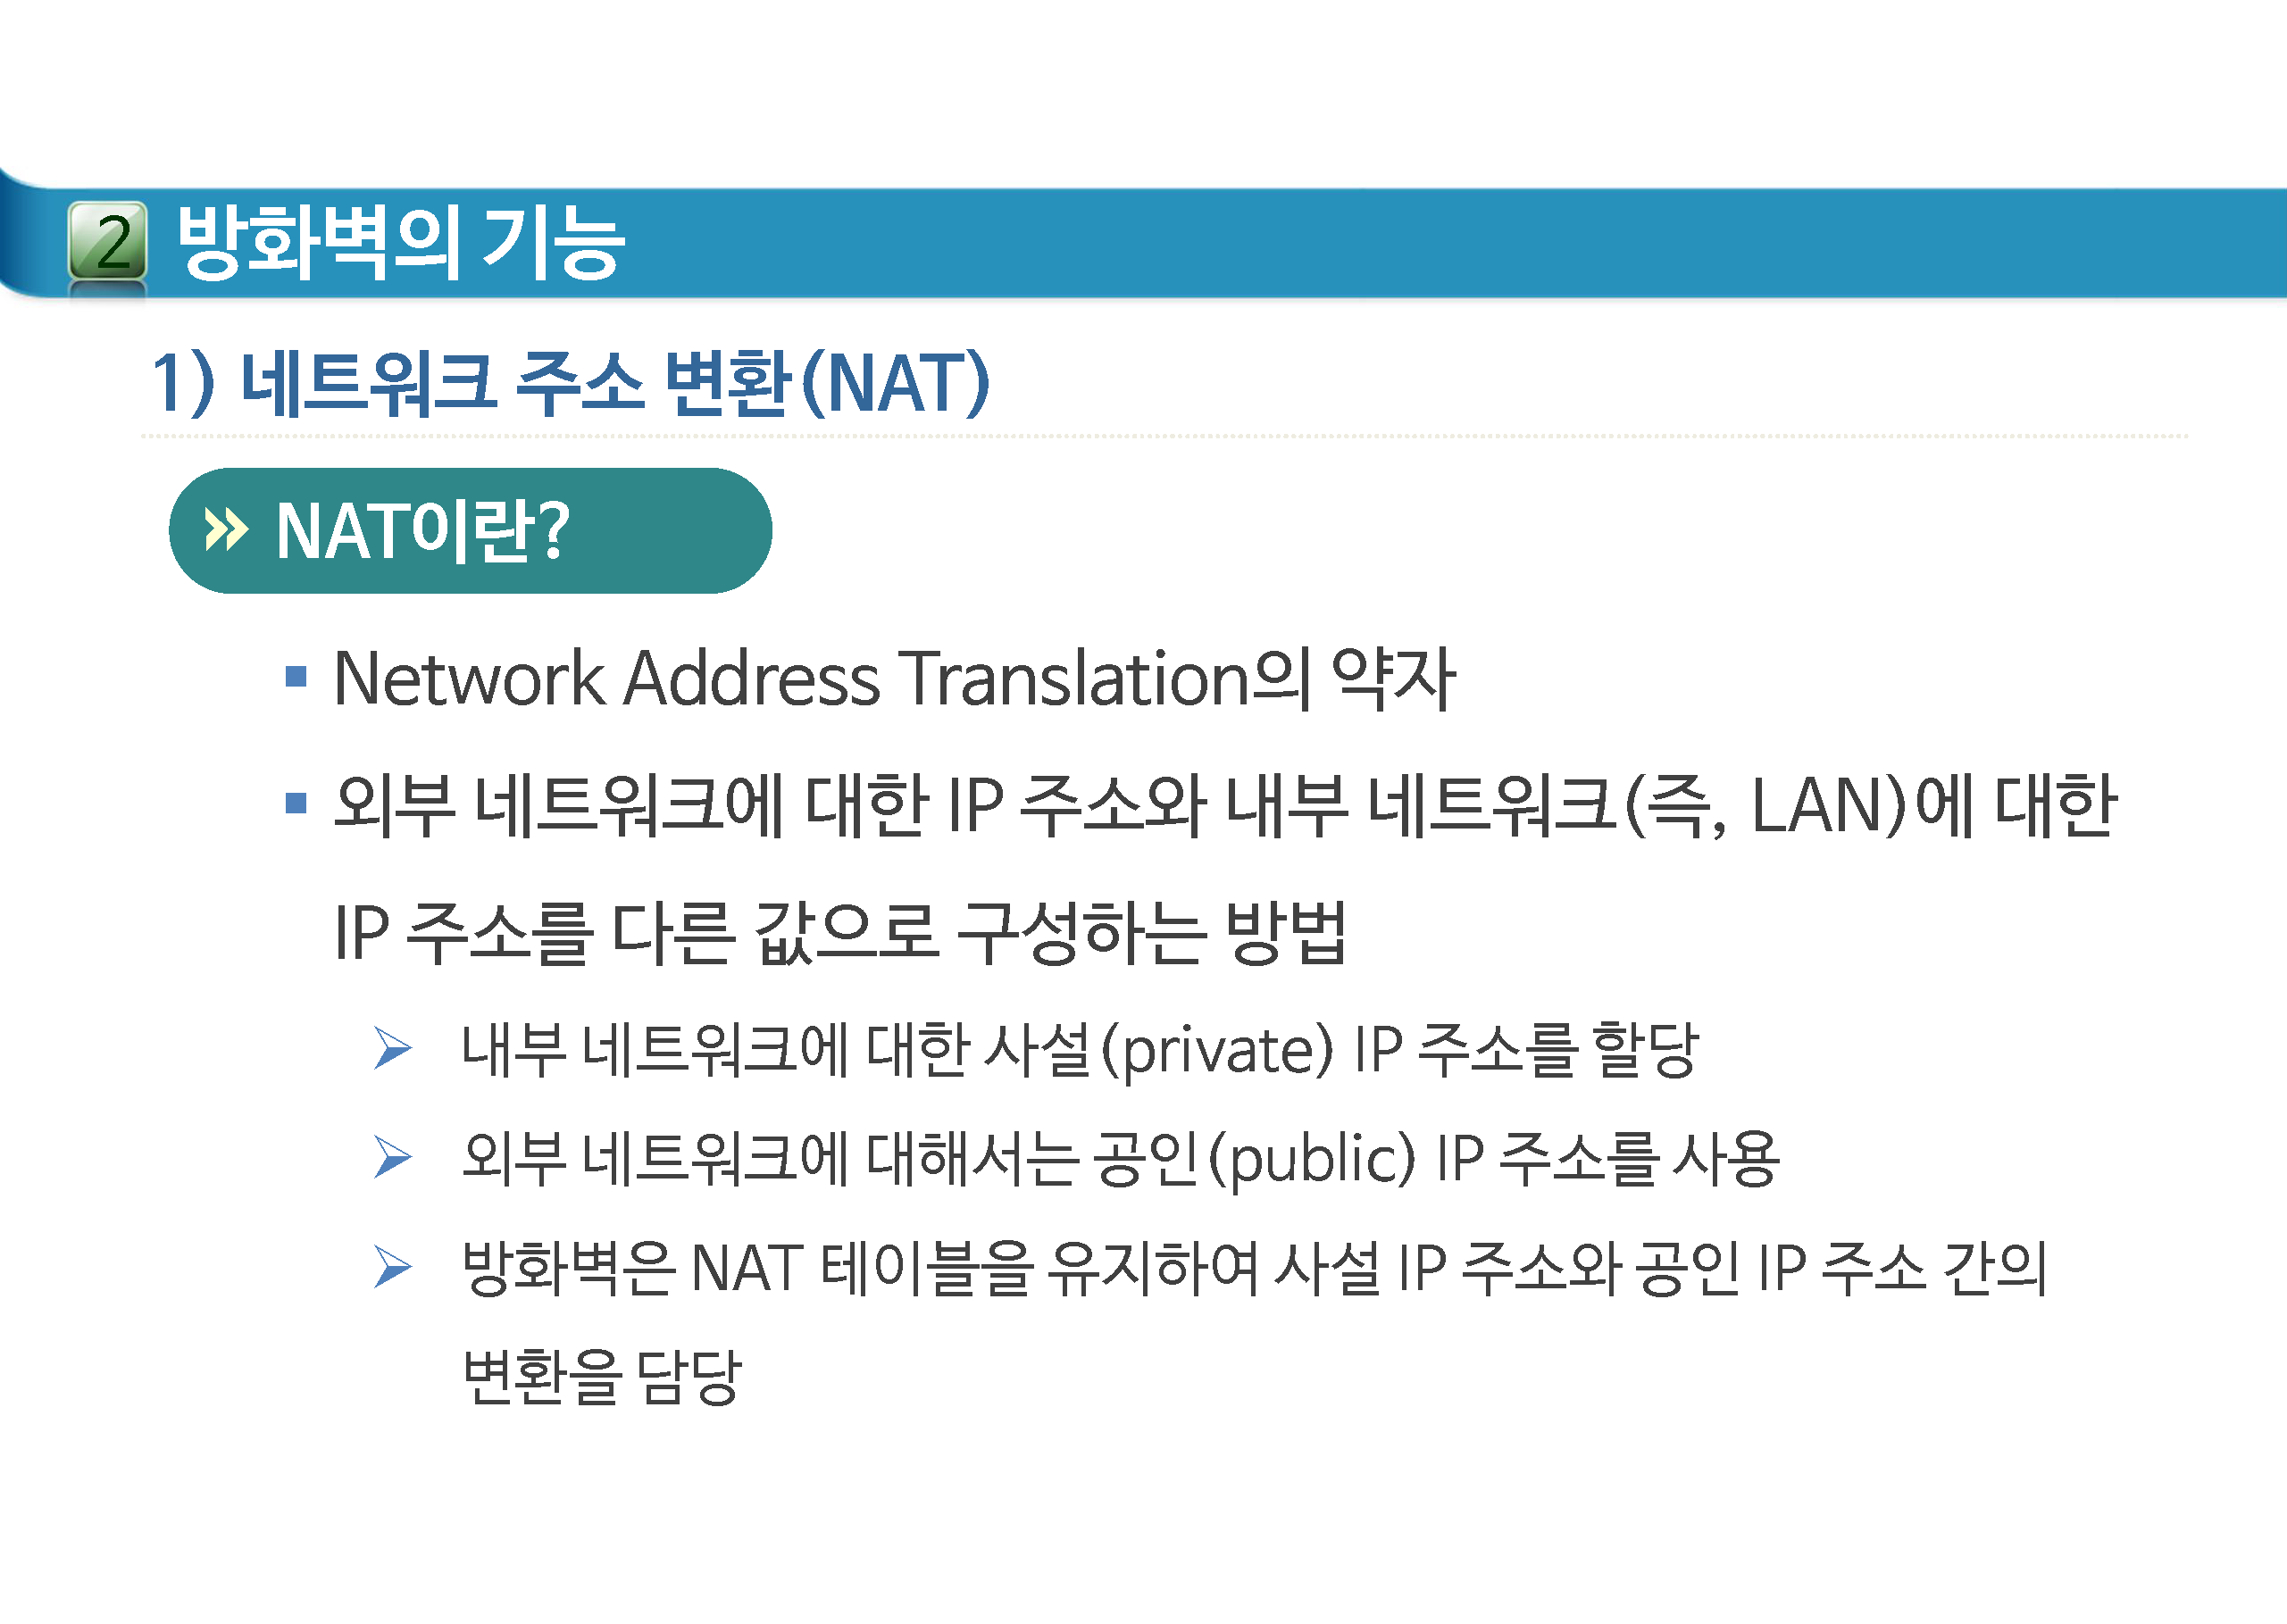 2 방화벽의 기능
1) 네트워크 주소 변환(NAT)
» NAT이란?
▪ Network Address Translation의 약자
▪ 외부 네트워크에 대한 IP 주소와 내부 네트워크(즉, LAN)에 대한
IP 주소를 다른 값으로 구성하는 방법
➢ 내부 네트워크에 대한 사설(private) IP 주소를 할당
➢ 외부 네트워크에 대해서는 공인(public) IP 주소를 사용
➢ 방화벽은 NAT 테이블을 유지하여 사설 IP 주소와 공인 IP 주소 간의
변환을 담당